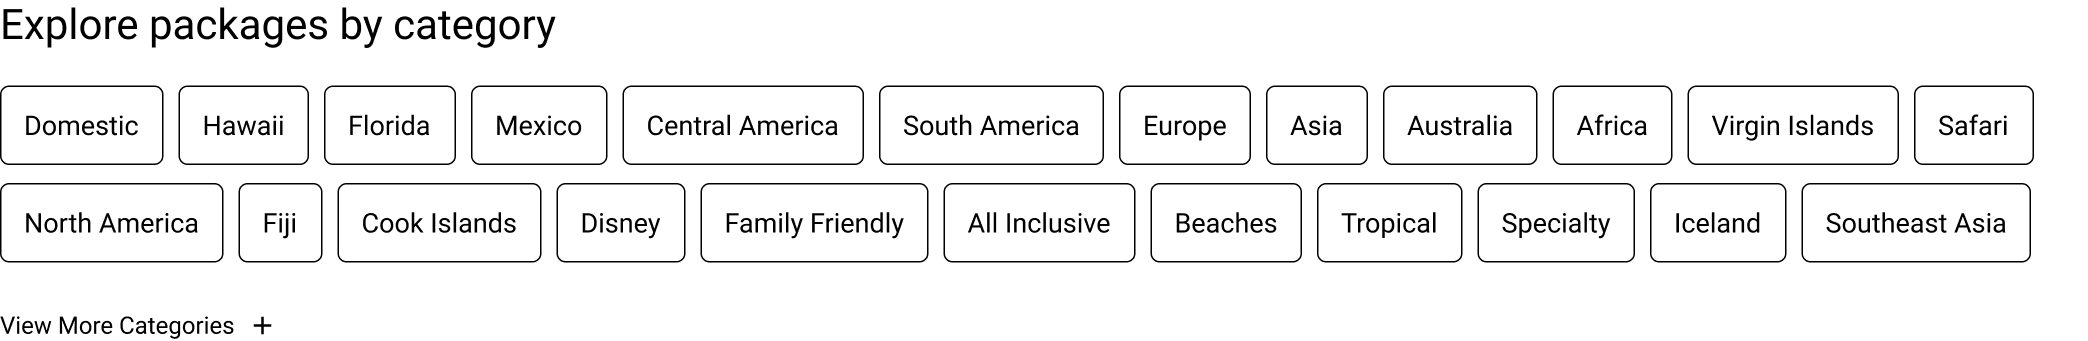 Explore packages by category
Domestic Hawaii Florida Mexico Central America South America Europe Asia Australia Africa Virgin Islands Safari
North America Fiji Cook Islands Disney Family Friendly All Inclusive Beaches Tropical Specialty Iceland Southeast Asia
View More Categories +